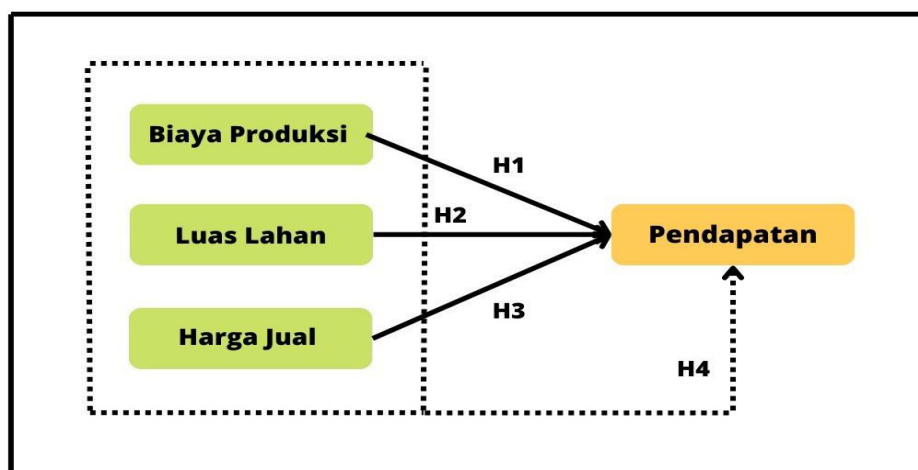 Biaya Produksi
H1
Luas Lahan
H2
Pendapatan
Harga Jual
H3
H4